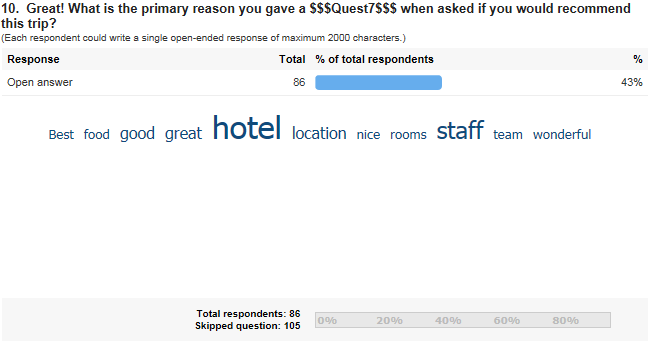 10. Great! What is the primary reason you gave a $$$Quest7$$$ when asked if you would recommend
this trip?
(Each respondent could write a single open-ended response of maximum 2000 characters.)
Response Total % of total respondents %
Open answer 86 43%
Best food good great hotel location nice rooms staff team wonderful
Total respondents: 86
Skipped question: 105
0% 20% 40% 60% 80%